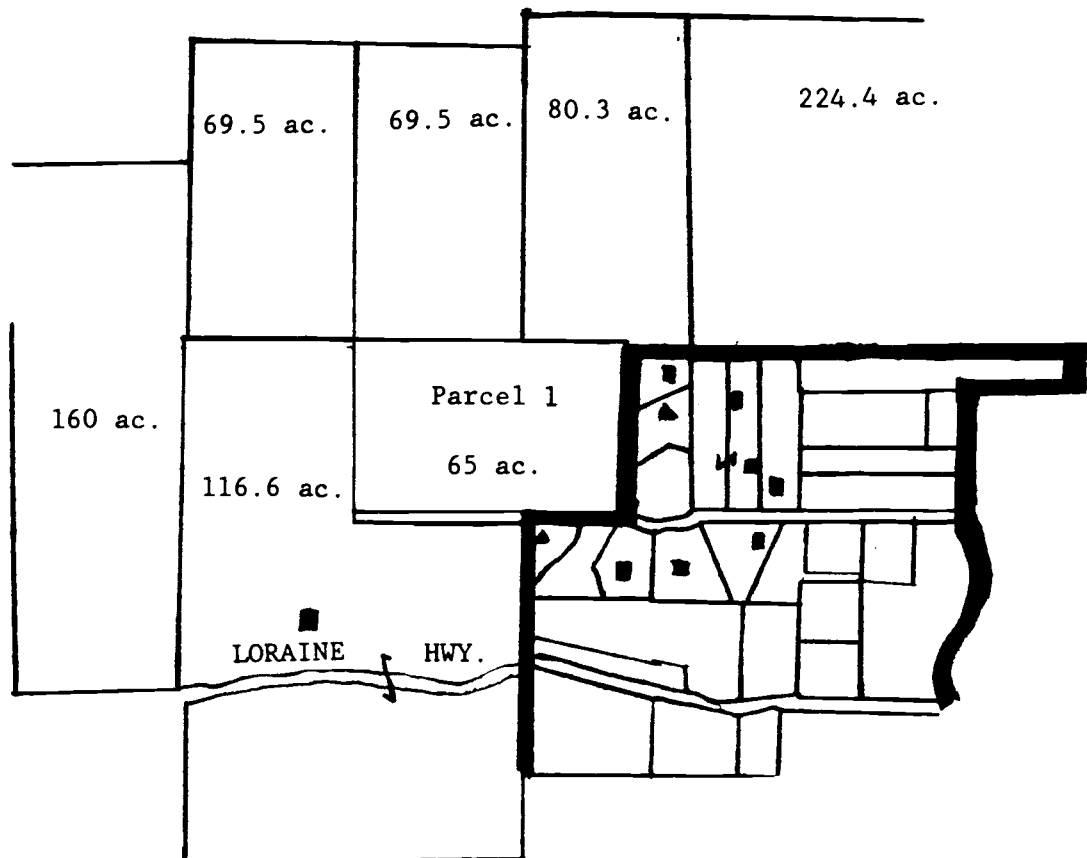 69.5 ac.
69.5 ac.
80.3 ac.
224.4 ac.
160 ac.
116.6 ac.
Parcel 1
65 ac.
LORAINE HWY.